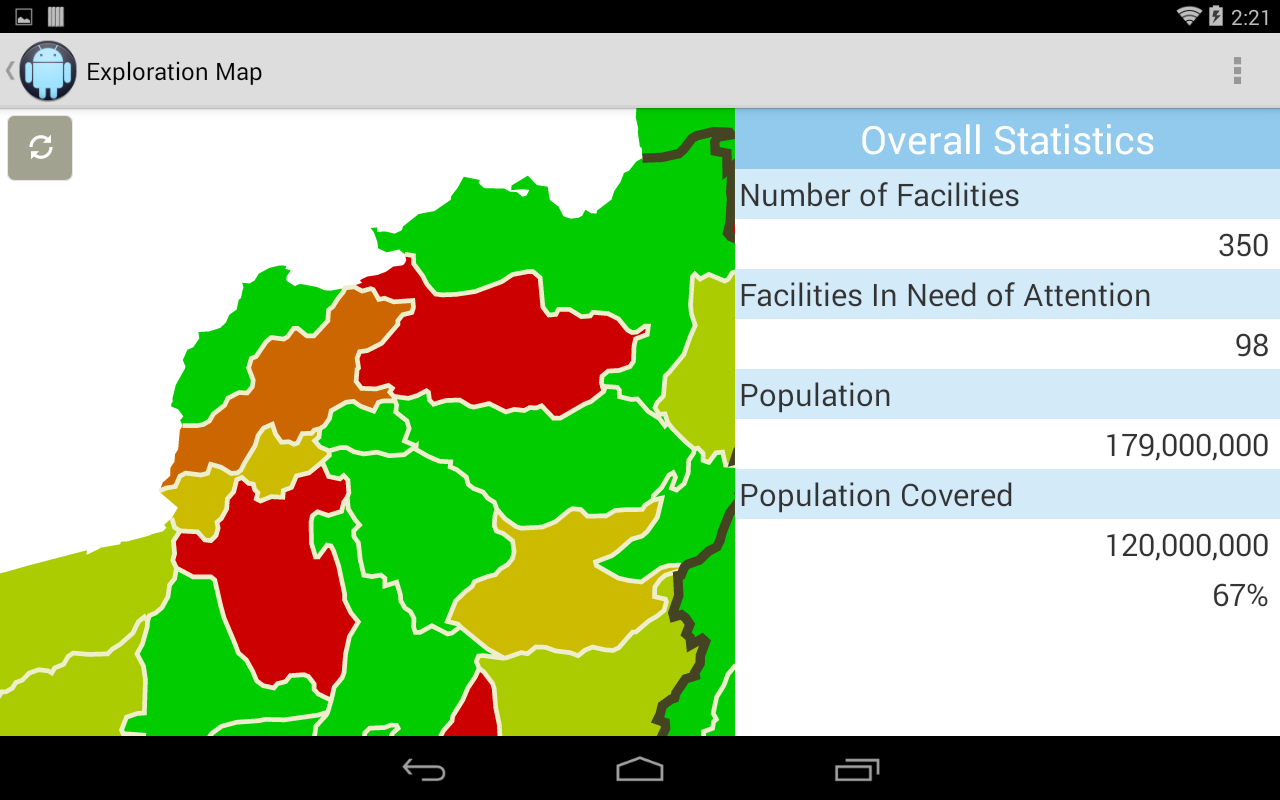 2:21
Exploration Map
Overall Statistics
Number of Facilities
350
Facilities In Need of Attention
98
Population
179,000,000
Population Covered
120,000,000
67%